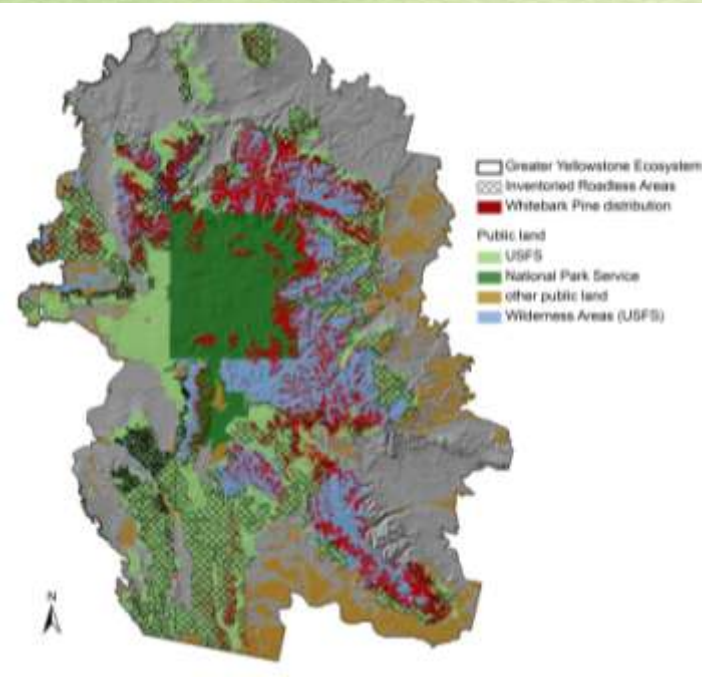 Greater Yellowstone Ecosystem
Inventoried Roadless Areas
Whitebark Pine distribution
Public land
USFS
National Park Service
other public land
Wilderness Areas (USFS)
N